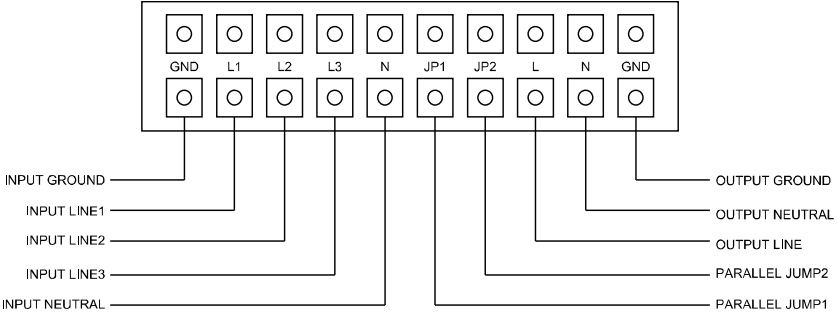 GND L1 L2 L3 N JP1 JP2 L N GND
INPUT GROUND
INPUT LINE1
INPUT LINE2
INPUT LINE3
INPUT NEUTRAL
OUTPUT GROUND
OUTPUT NEUTRAL
OUTPUT LINE
PARALLEL JUMP2
PARALLEL JUMP1